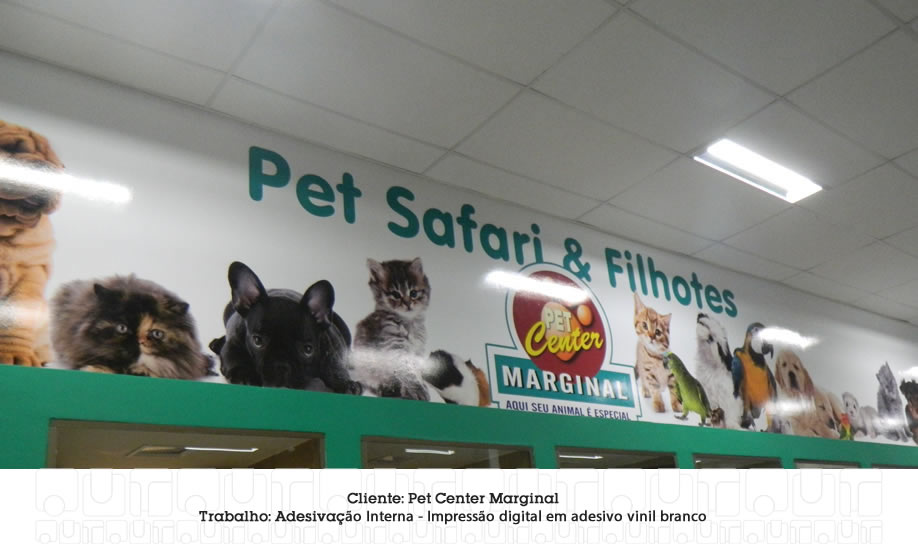 Pet Safari & Filhotes
PET
Center
MARGINAL
AQUI SEU ANIMAL É ESPECIAL
Cliente: Pet Center Marginal
Trabalho: Adesivação Interna - Impressão digital em adesivo vinil branco